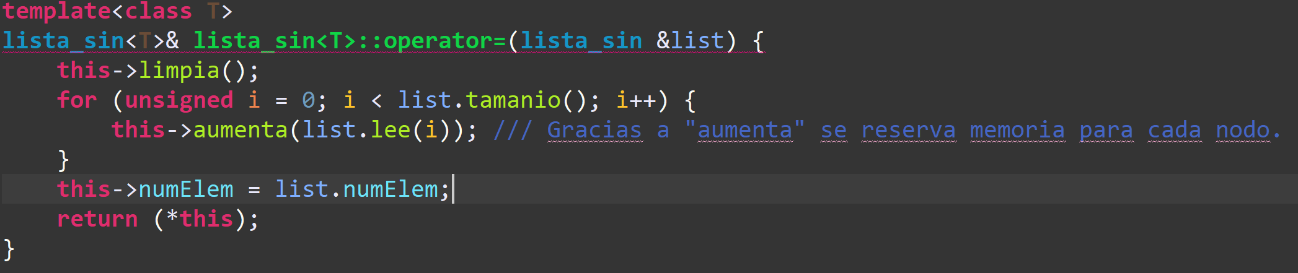 template<class T>
lista_sin<T>& lista_sin<T>::operator=(lista_sin &list) {
    this->limpia();
    for (unsigned i = 0; i < list.tamanio(); i++) {
        this->aumenta(list.lee(i)); /// Gracias a "aumenta" se reserva memoria para cada nodo.
    }
    this->numElem = list.numElem;
    return (*this);
}